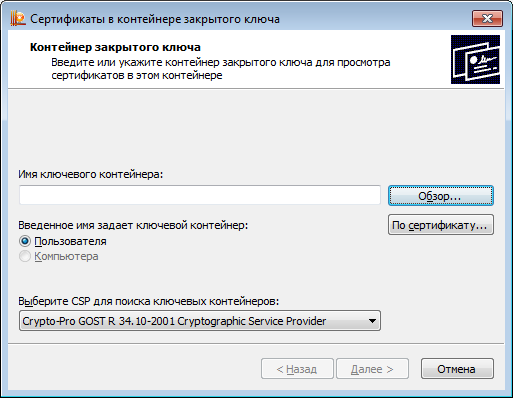 Сертификаты в контейнере закрытого ключа
Контейнер закрытого ключа
Введите или укажите контейнер закрытого ключа для просмотра
сертификатов в этом контейнере
Имя ключевого контейнера:
Обзор...
Введенное имя задает ключевой контейнер:
По сертификату...
Пользователя
Компьютера
Выберите CSP для поиска ключевых контейнеров:
Crypto-Pro GOST R 34.10-2001 Cryptographic Service Provider
< Назад
Далее >
Отмена